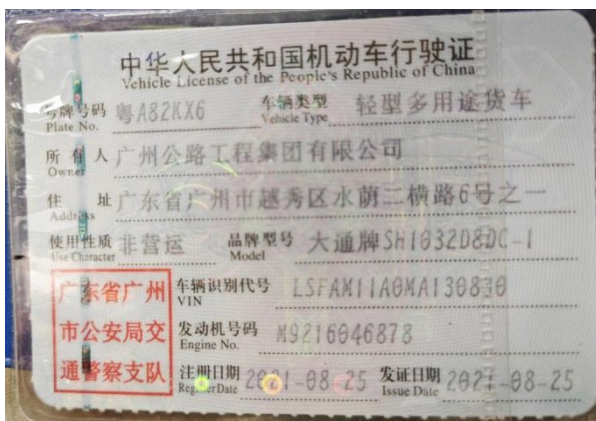 中华人民共和国机动车行驶证
Vehicle License of the People's Republic of China
号牌号码 粤A82KX6 车辆类型 轻型多用途货车
Plate No. Vehicle Type
所有人 广州公路工程集团有限公司
Owner
住址 广东省广州市越秀区水荫二横路6号之一
Address
使用性质 非营运 品牌型号 大通牌SH1032D8DC-1
Use Character Model
广东省广州 车辆识别代号 LSFAM11A0MA130830
VIN
市公安局交 发动机号码 M9216046878
Engine No.
通警察支队 注册日期 2021-08-25 发证日期 2021-08-25
Register Date Issue Date